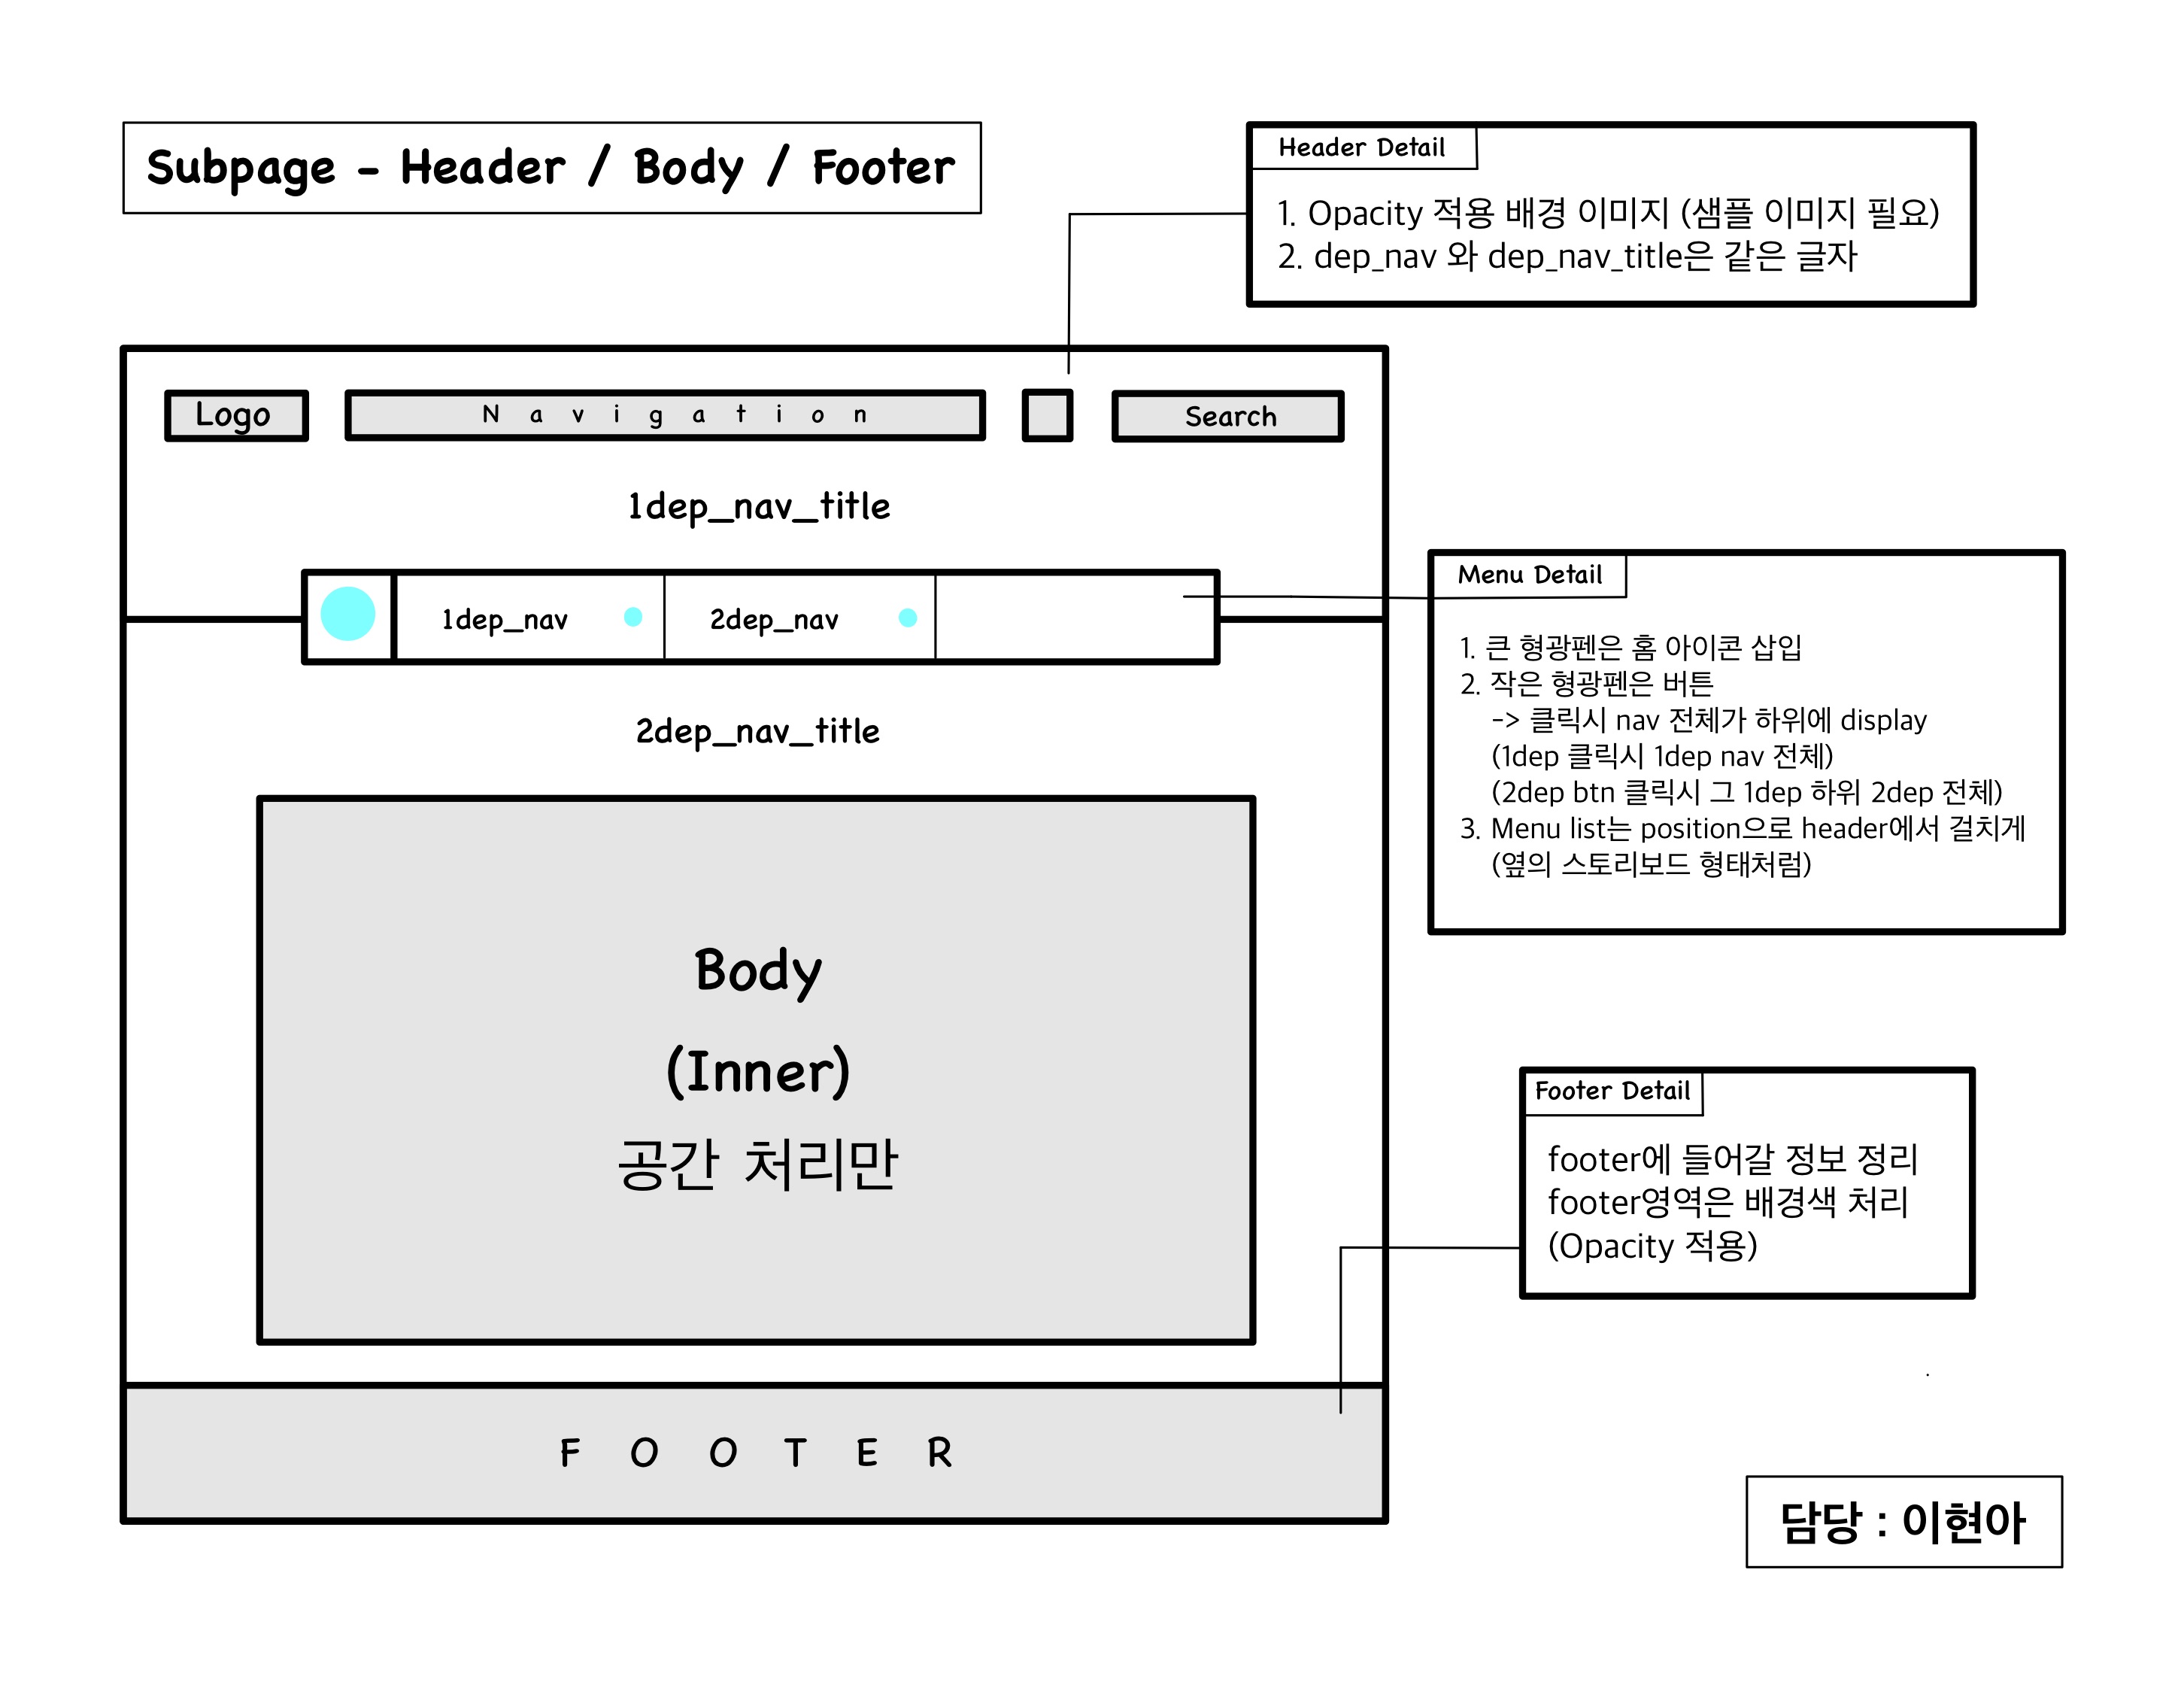 Subpage - Header / Body / Footer
Header Detail
1. Opacity 적용 배경 이미지 (샘플 이미지 필요)
2. dep_nav 와 dep_nav_title은 같은 글자
Logo
Navigation
Search
1dep_nav_title
1dep_nav
2dep_nav
2dep_nav_title
Menu Detail
1. 큰 형광펜은 홈 아이콘 삽입
2. 작은 형광펜은 버튼
-> 클릭시 nav 전체가 하위에 display
(1dep 클릭시 1dep nav 전체)
(2dep btn 클릭시 그 1dep 하위 2dep 전체)
3. Menu list는 position으로 header에서 걸치게
(옆의 스토리보드 형태처럼)
Body
(Inner)
공간 처리만
Footer Detail
footer에 들어갈 정보 정리
footer영역은 배경색 처리
(Opacity 적용)
FOOTER
담당 : 이현아